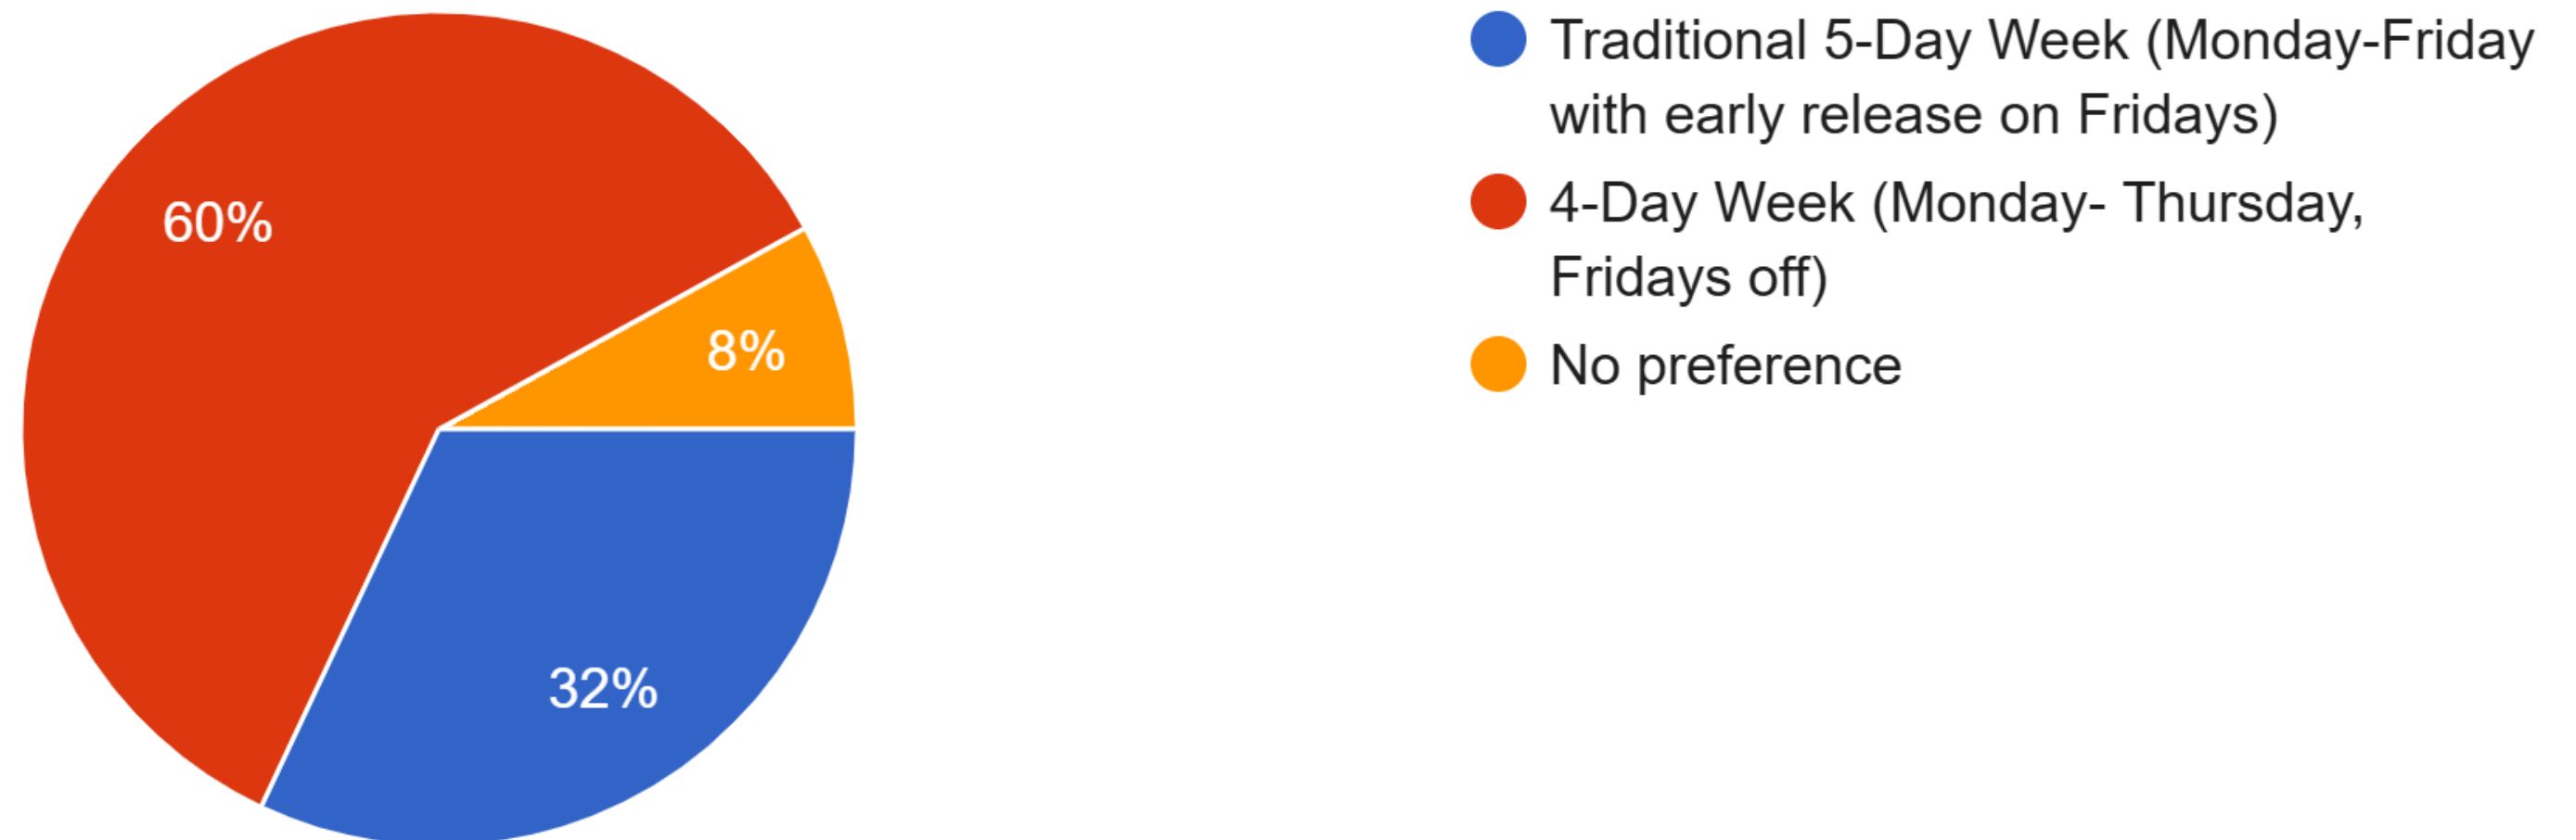 60%
8%
32%
Traditional 5-Day Week (Monday-Friday
with early release on Fridays)
4-Day Week (Monday- Thursday,
Fridays off)
No preference